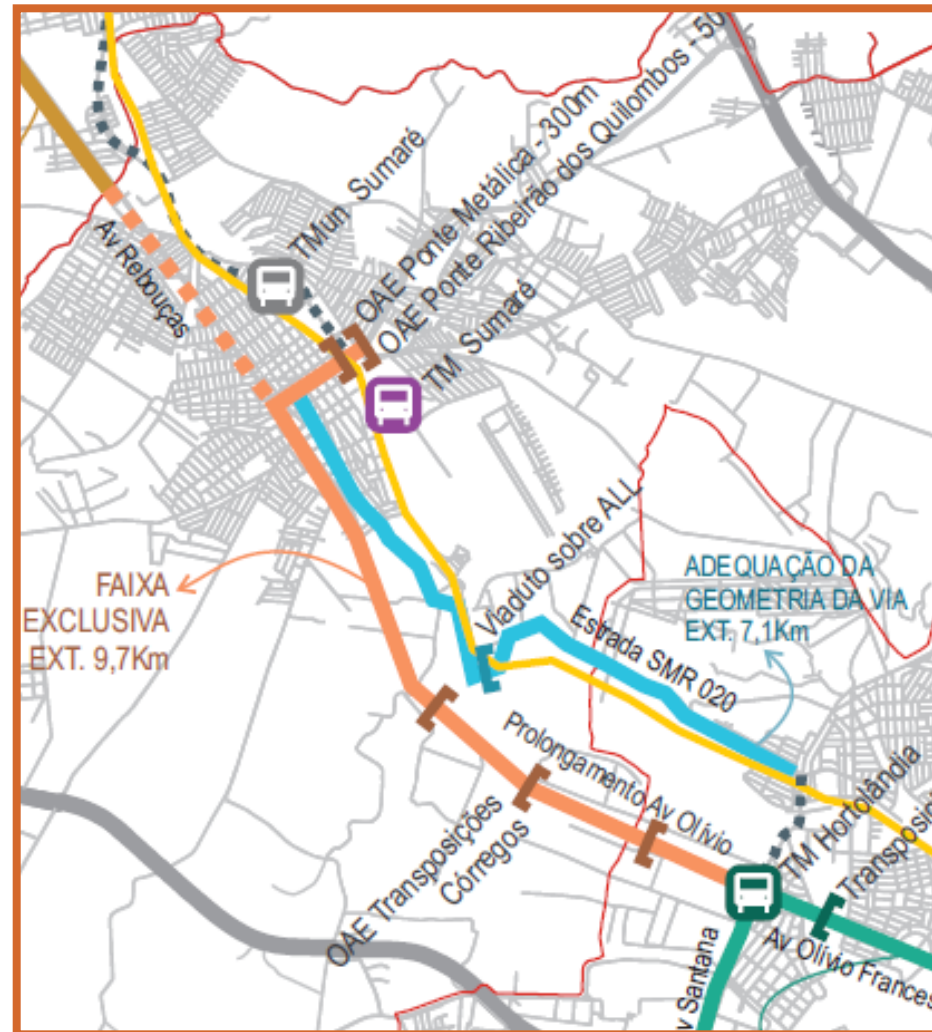 TMun Sumaré
OAE Ponte Metálica - 300m
OAE Ponte Ribeirão dos Quilombos - 50
Av Rebouças
TM Sumaré
FAIXA
EXCLUSIVA
EXT. 9,7Km
Viaduto sobre ALL
ADEQUAÇÃO DA
GEOMETRIA DA VIA
EXT. 7,1Km
Estrada SMR 020
Prolongamento Av Olívio
OAE Transposições
Córregos
TM Hortolândia
Av Olívio
Santana